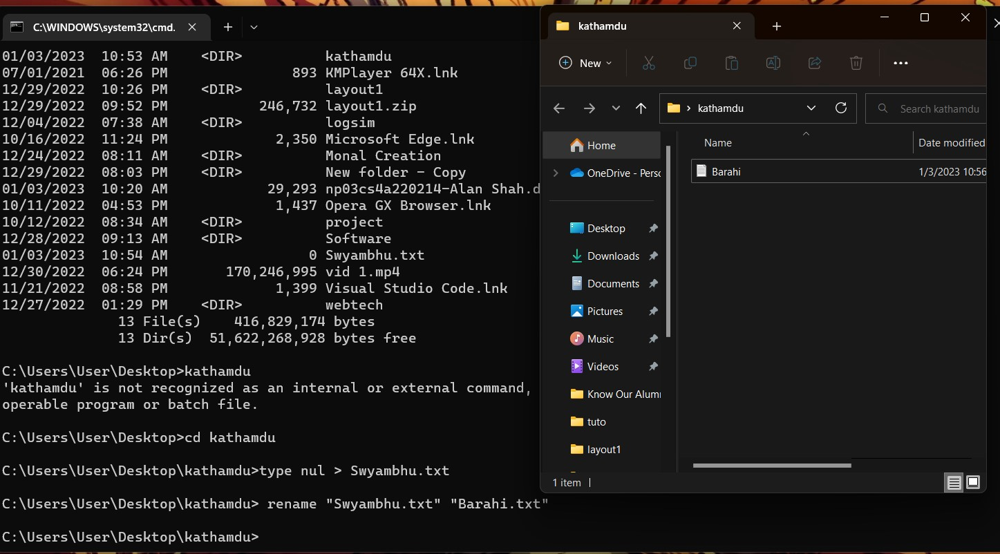 C:\WINDOWS\system32\cmd.
01/03/2023  10:53 AM    <DIR>          kathamdu
07/01/2021  06:26 PM               893 KMPlayer 64X.lnk
12/29/2022  10:26 PM    <DIR>          layout1
12/29/2022  09:52 PM           246,732 layout1.zip
12/04/2022  07:38 AM    <DIR>          logsim
10/16/2022  11:24 PM             2,350 Microsoft Edge.lnk
12/24/2022  08:11 AM    <DIR>          Monal Creation
12/29/2022  08:03 PM    <DIR>          New folder - Copy
01/03/2023  10:20 AM            29,293 np03cs4a220214-Alan Shah.d
10/11/2022  04:53 PM             1,437 Opera GX Browser.lnk
10/12/2022  08:34 AM    <DIR>          project
12/28/2022  09:13 AM    <DIR>          Software
01/03/2023  10:54 AM                 0 Swyambhu.txt
12/30/2022  06:24 PM       170,246,995 vid 1.mp4
11/21/2022  08:58 PM             1,399 Visual Studio Code.lnk
12/27/2022  01:29 PM    <DIR>          webtech
13 File(s)    416,829,174 bytes
13 Dir(s)  51,622,268,928 bytes free
C:\Users\User\Desktop>kathamdu
'kathamdu' is not recognized as an internal or external command,
operable program or batch file.
C:\Users\User\Desktop>cd kathamdu
C:\Users\User\Desktop\kathamdu>type nul > Swyambhu.txt
C:\Users\User\Desktop\kathamdu> rename "Swyambhu.txt" "Barahi.txt"
C:\Users\User\Desktop\kathamdu>
kathamdu
New
kathamdu
Search kathamdu
Name
Date modified
Barahi
1/3/2023 10:56
Home
OneDrive - Perso
Desktop
Downloads
Documents
Pictures
Music
Videos
Know Our Alumn
tuto
layout1
1 item